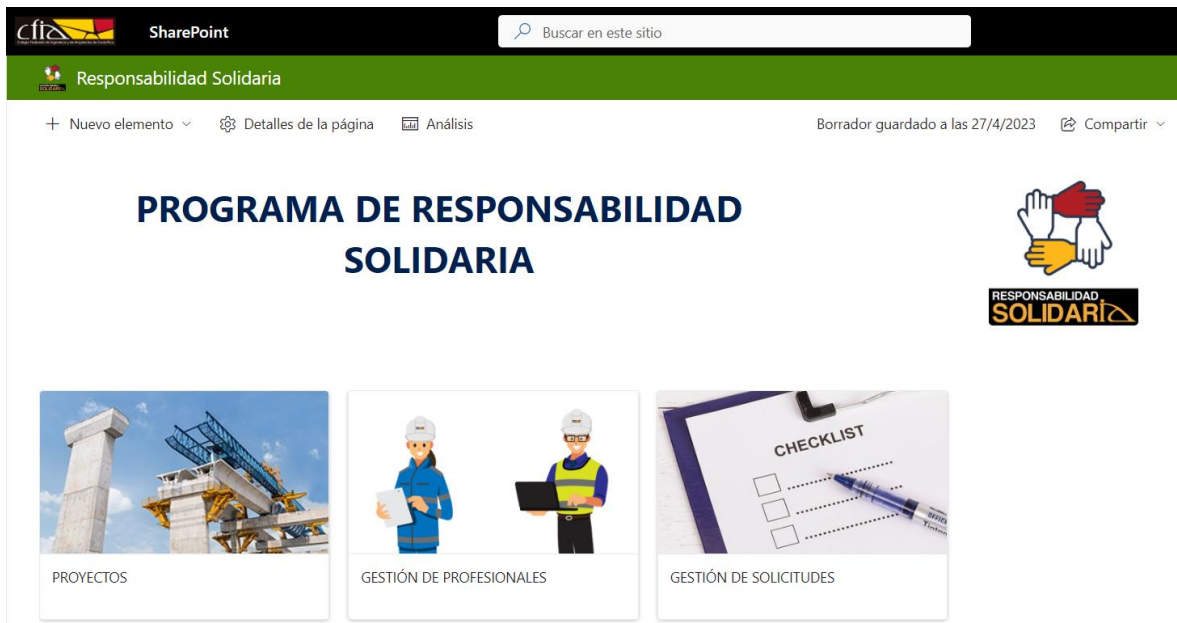 cfia
SharePoint
Buscar en este sitio
Responsabilidad Solidaria
Nuevo elemento
Detalles de la página
Análisis
Borrador guardado a las 27/4/2023
Compartir
PROGRAMA DE RESPONSABILIDAD
SOLIDARIA
RESPONSABILIDAD
SOLIDARIA
CHECKLIST
PROYECTOS
GESTIÓN DE PROFESIONALES
GESTIÓN DE SOLICITUDES